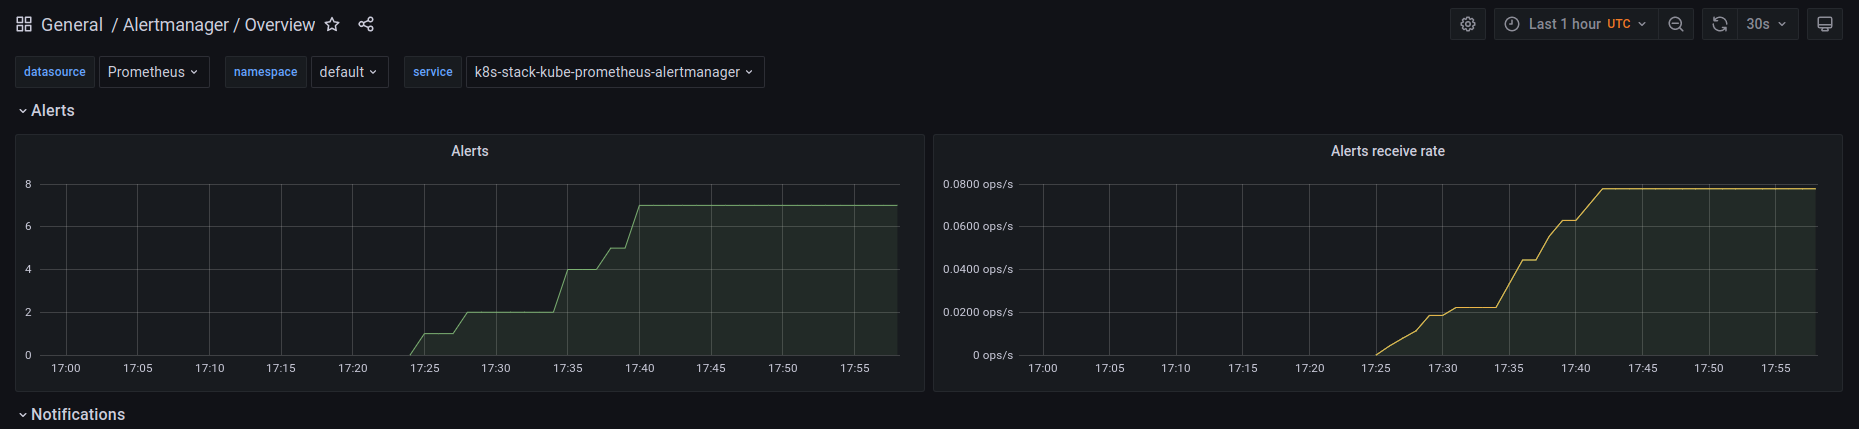 General / Alertmanager / Overview
Last 1 hour UTC
30s
datasource Prometheus namespace default service k8s-stack-kube-prometheus-alertmanager
Alerts
Alerts
8
6
4
2
0
17:00 17:05 17:10 17:15 17:20 17:25 17:30 17:35 17:40 17:45 17:50 17:55
Alerts receive rate
0.0800 ops/s
0.0600 ops/s
0.0400 ops/s
0.0200 ops/s
0 ops/s
17:00 17:05 17:10 17:15 17:20 17:25 17:30 17:35 17:40 17:45 17:50 17:55
Notifications